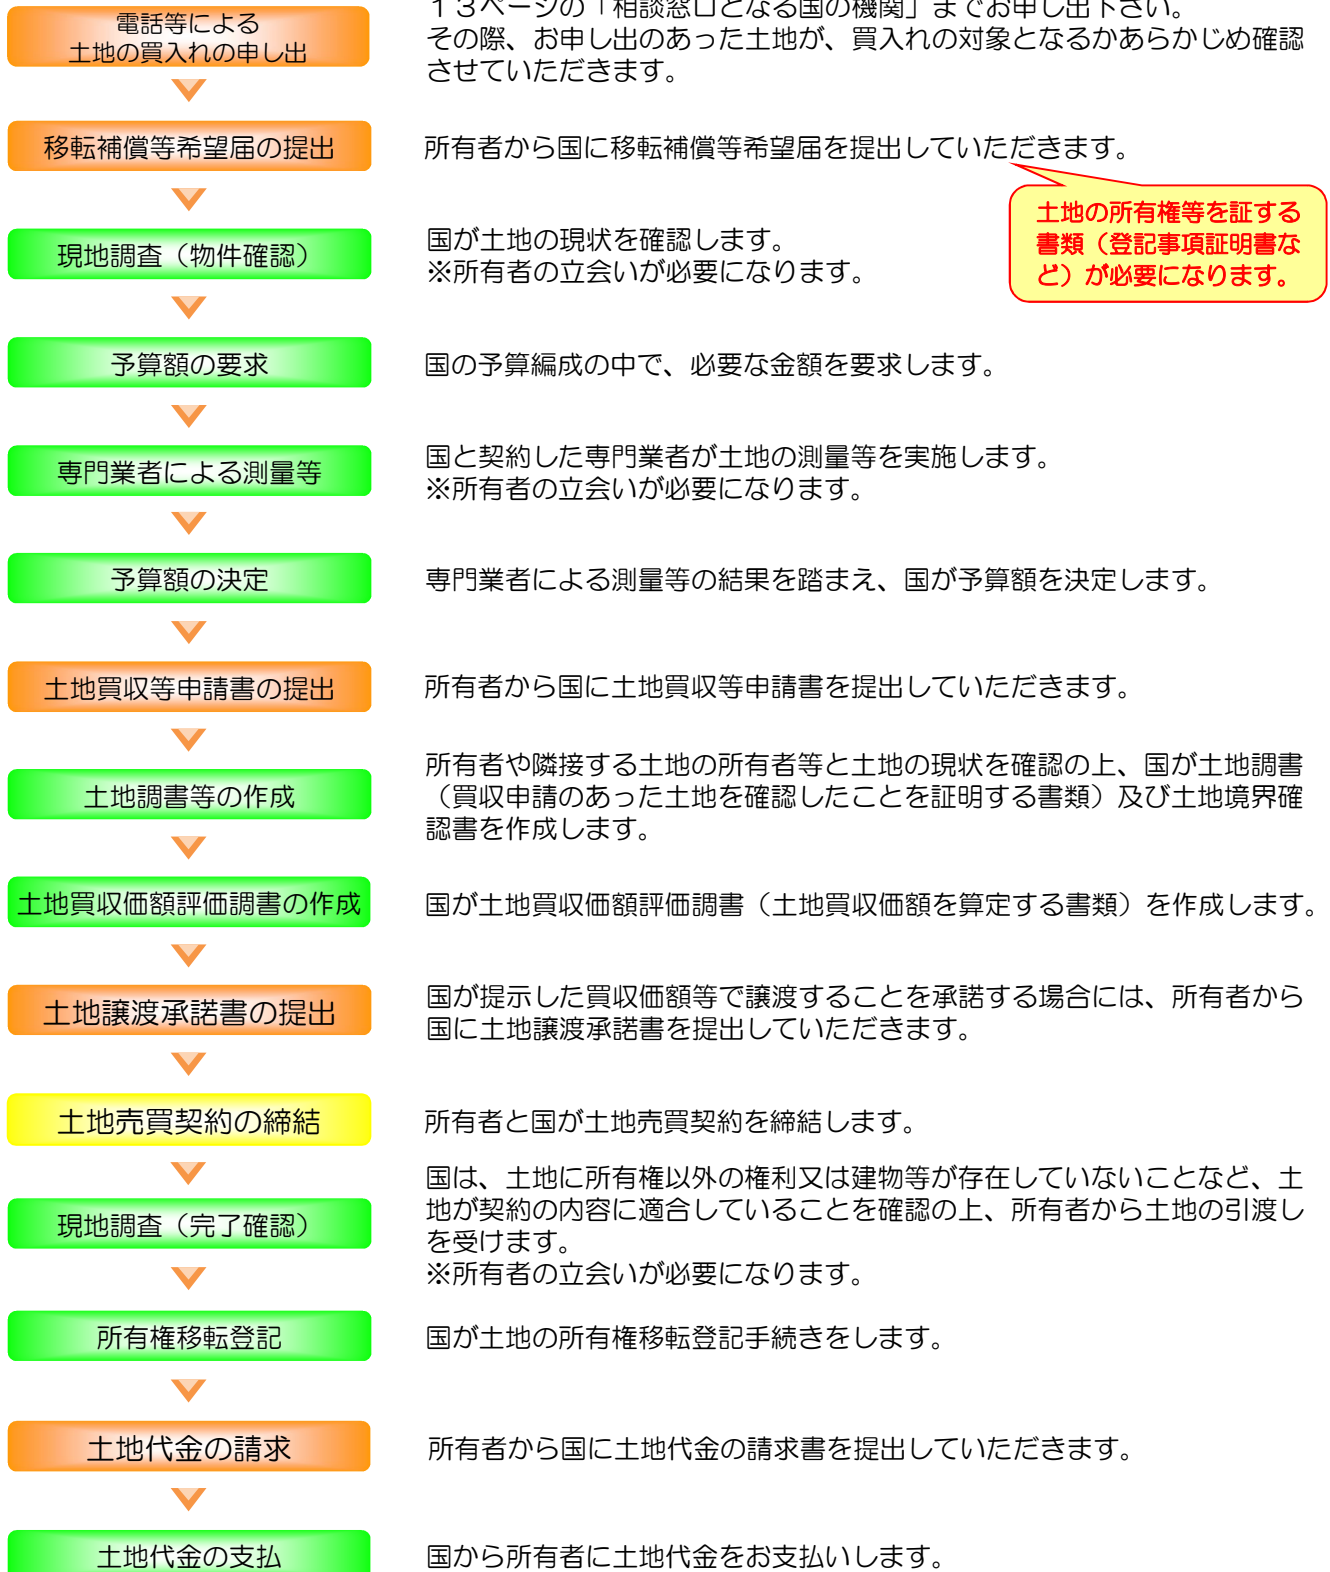 電話等による
土地の買入れの申し出
13ページの「相談窓口となる国の機関」までお申し出下さい。
その際、お申し出のあった土地が、買入れの対象となるかあらかじめ確認
させていただきます。
移転補償等希望届の提出
所有者から国に移転補償等希望届を提出していただきます。
土地の所有権等を証する
書類（登記事項証明書な
ど）が必要になります。
現地調査（物件確認）
国が土地の現状を確認します。
※所有者の立会いが必要になります。
予算額の要求
国の予算編成の中で、必要な金額を要求します。
専門業者による測量等
国と契約した専門業者が土地の測量等を実施します。
※所有者の立会いが必要になります。
予算額の決定
専門業者による測量等の結果を踏まえ、国が予算額を決定します。
土地買収等申請書の提出
所有者から国に土地買収等申請書を提出していただきます。
土地調書等の作成
所有者や隣接する土地の所有者等と土地の現状を確認の上、国が土地調書
（買収申請のあった土地を確認したことを証明する書類）及び土地境界確
認書を作成します。
土地買収価額評価調書の作成
国が土地買収価額評価調書（土地買収価額を算定する書類）を作成します。
土地譲渡承諾書の提出
国が提示した買収価額等で譲渡することを承諾する場合には、所有者から
国に土地譲渡承諾書を提出していただきます。
土地売買契約の締結
所有者と国が土地売買契約を締結します。
現地調査（完了確認）
国は、土地に所有権以外の権利又は建物等が存在していないことなど、土
地が契約の内容に適合していることを確認の上、所有者から土地の引渡し
を受けます。
※所有者の立会いが必要になります。
所有権移転登記
国が土地の所有権移転登記手続きをします。
土地代金の請求
所有者から国に土地代金の請求書を提出していただきます。
土地代金の支払
国から所有者に土地代金をお支払いします。